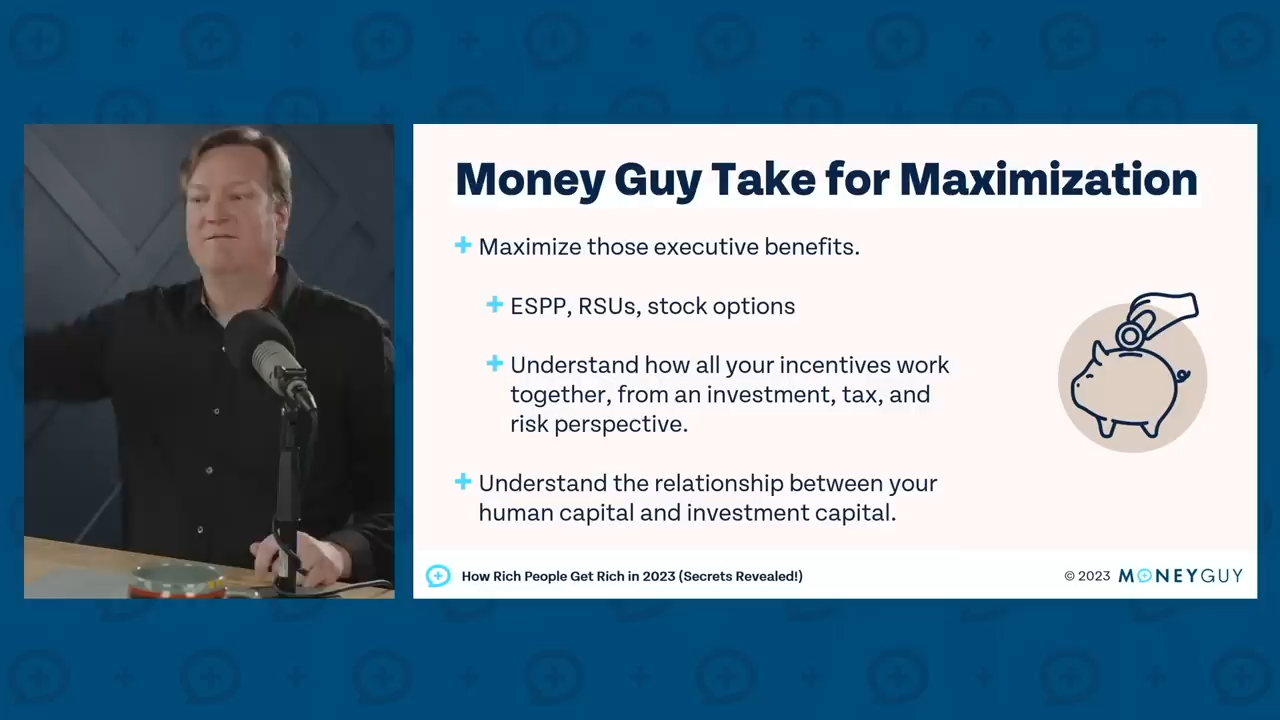 Money Guy Take for Maximization
Maximize those executive benefits.
ESPP, RSUs, stock options
Understand how all your incentives work
together, from an investment, tax, and
risk perspective.
Understand the relationship between your
human capital and investment capital.
How Rich People Get Rich in 2023 (Secrets Revealed!)
© 2023 MONEYGUY